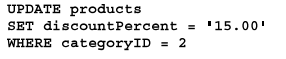 UPDATE products
SET discountPercent = '15.00'
WHERE categoryID = 2